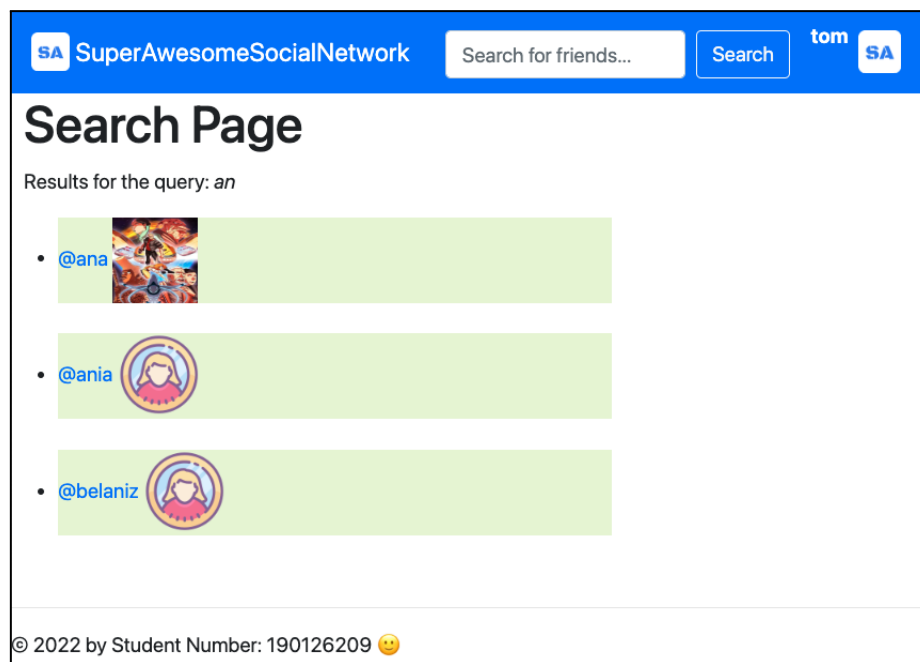 SA SuperAwesomeSocialNetwork Search for friends... Search tom SA
Search Page
Results for the query: an
• @ana
• @ania
• @belaniz
© 2022 by Student Number: 190126209 🙂